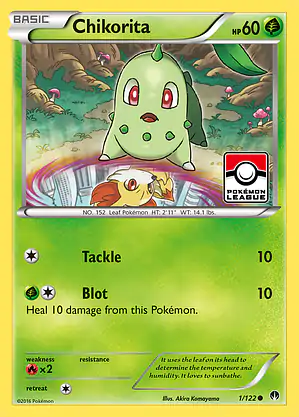 BASIC
Chikorita
HP60
POKÉMON
LEAGUE
NO. 152 Leaf Pokémon HT: 2'11" WT: 14.1 lbs.
Tackle 10
Blot 10
Heal 10 damage from this Pokémon.
weakness
resistance
×2
retreat
It uses the leaf on its head to
determine the temperature and
humidity. It loves to sunbathe.
©2016 Pokémon
Illus. Akira Komayama
1/122